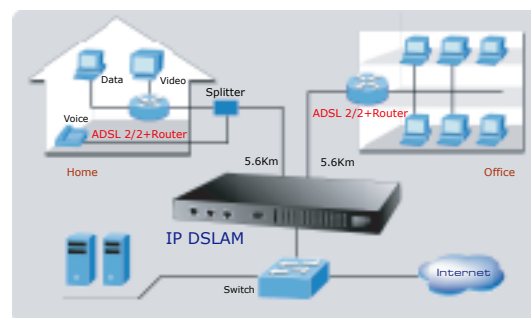 Data
Video
Splitter
Voice
ADSL 2/2+Router
ADSL 2/2+Router
5.6Km
5.6Km
Home
Office
IP DSLAM
Switch
Internet